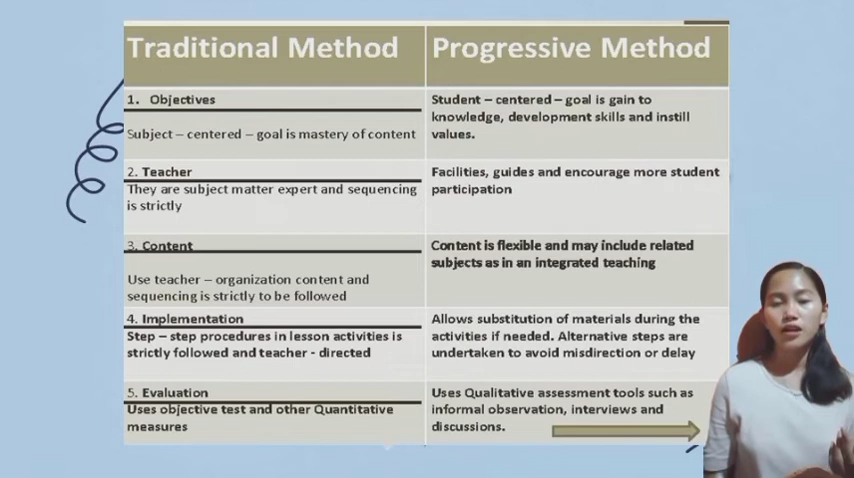 Traditional Method
Progressive Method
1. Objectives
Subject – centered – goal is mastery of content
Student – centered – goal is gain to
knowledge, development skills and instill
values.
2. Teacher
They are subject matter expert and sequencing
is strictly
Facilities, guides and encourage more student
participation
3. Content
Use teacher – organization content and
sequencing is strictly to be followed
Content is flexible and may include related
subjects as in an integrated teaching
4. Implementation
Step – step procedures in lesson activities is
strictly followed and teacher - directed
Allows substitution of materials during the
activities if needed. Alternative steps are
undertaken to avoid misdirection or delay
5. Evaluation
Uses objective test and other Quantitative
measures
Uses Qualitative assessment tools such as
informal observation, interviews and
discussions.